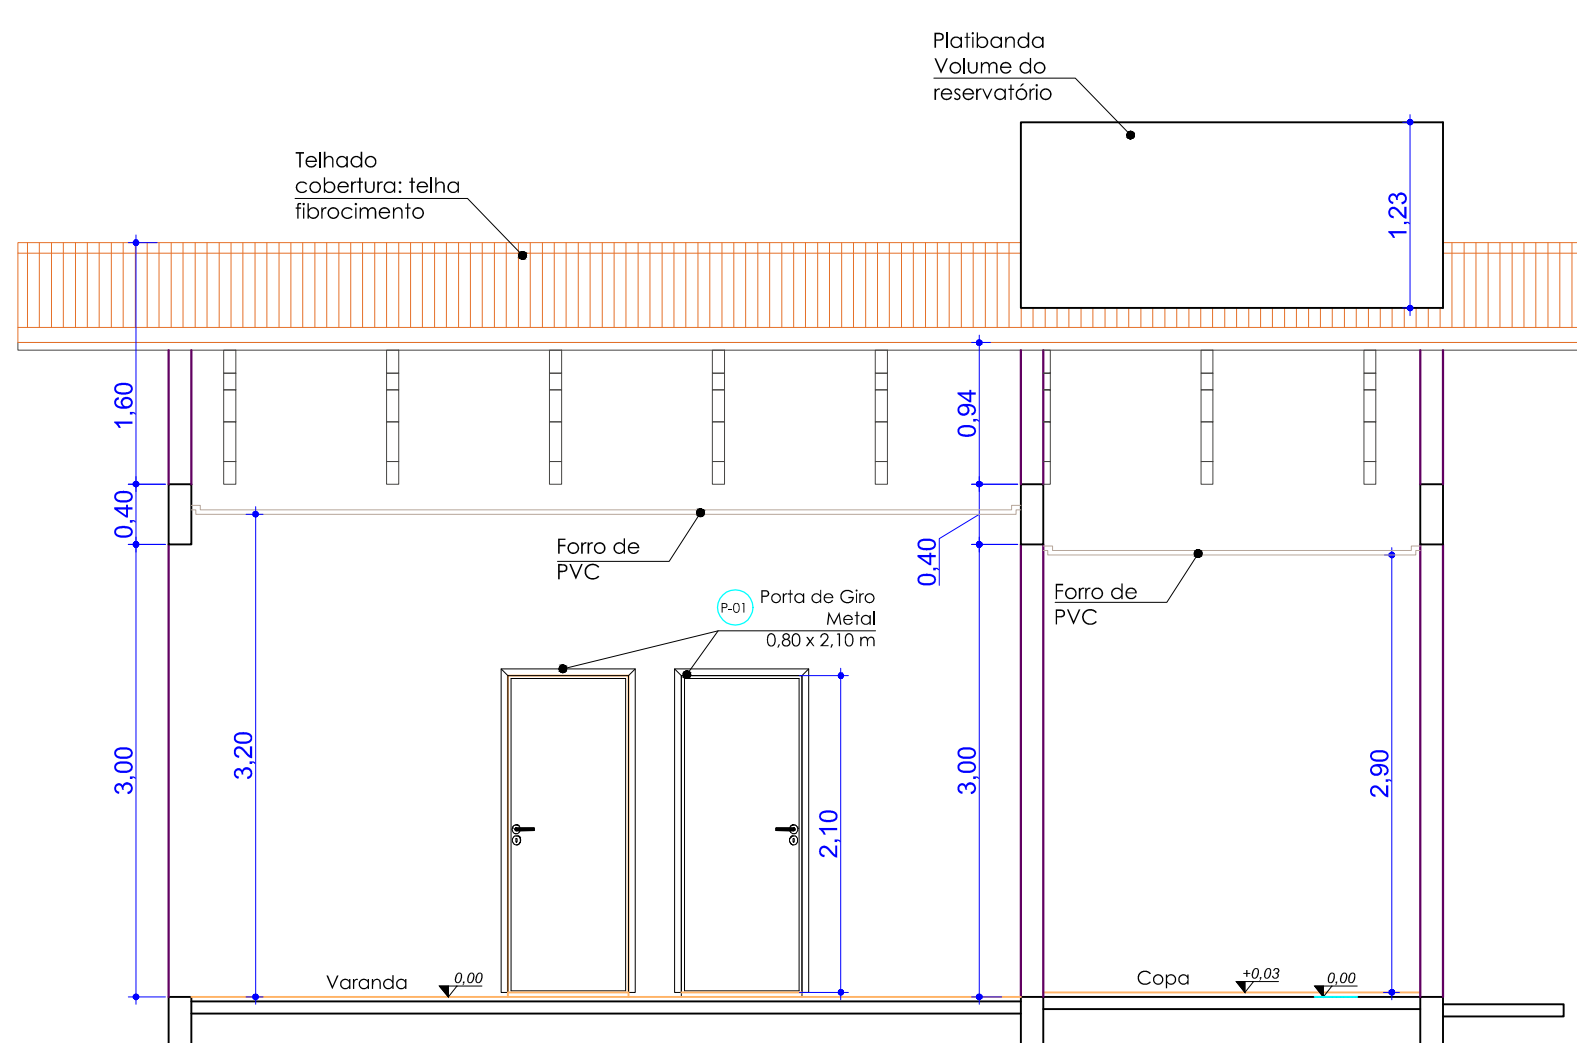 Platibanda
Volume do
reservatório
Telhado
cobertura: telha
fibrocimento
1,23
1,60
0,94
0,40
0,40
Forro de
PVC
Forro de
PVC
P-01
Porta de Giro
Metal
0,80 x 2,10 m
3,00
3,20
3,00
2,90
2,10
Varanda
0,00
Copa
+0,03
0,00